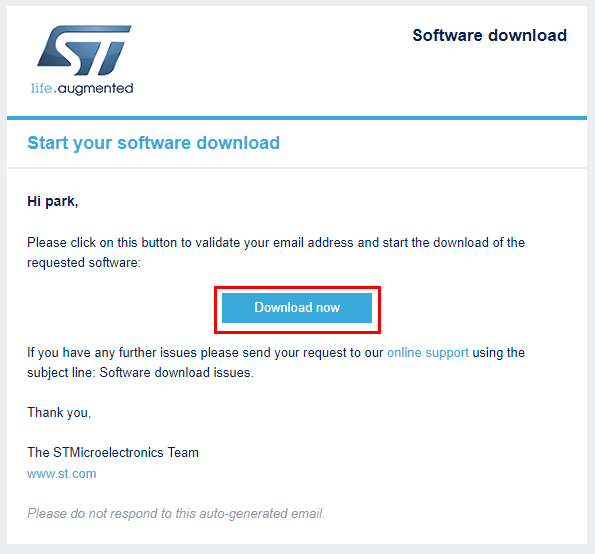 ST
life.augmented
Software download
Start your software download
Hi park,
Please click on this button to validate your email address and start the download of the
requested software:
Download now
If you have any further issues please send your request to our online support using the
subject line: Software download issues.
Thank you,
The STMicroelectronics Team
www.st.com
Please do not respond to this auto-generated email.